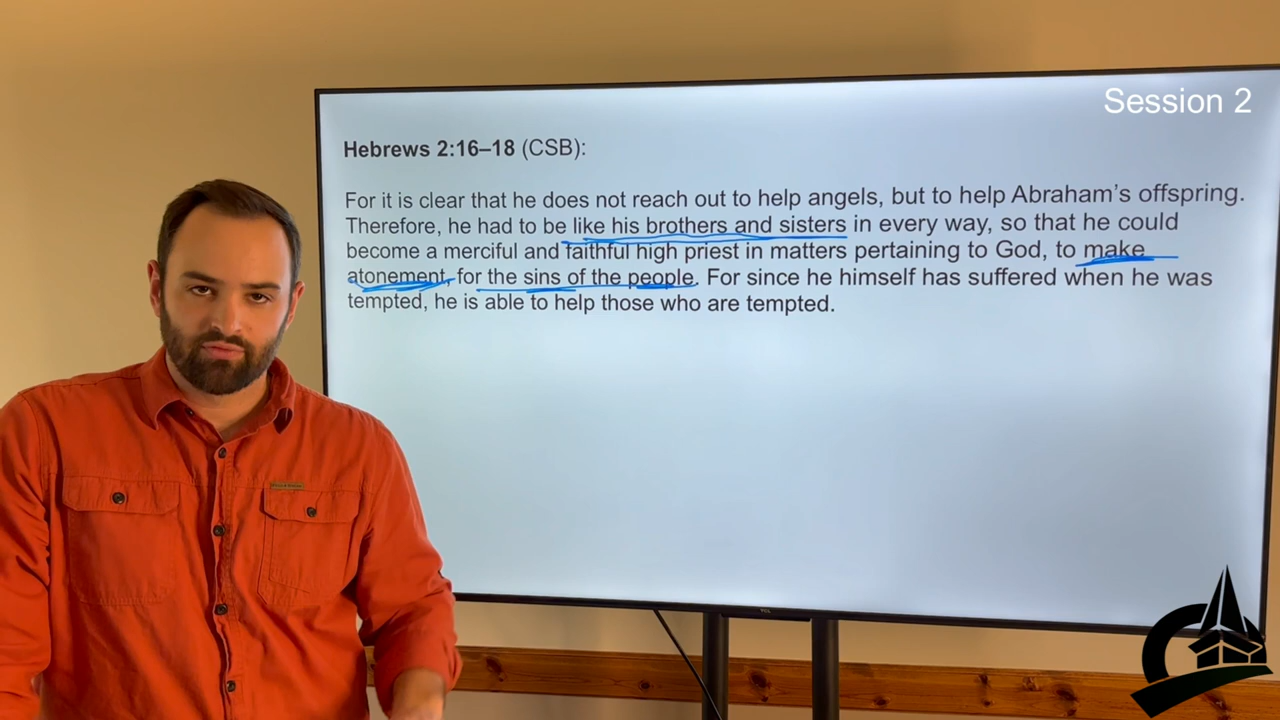 Session 2
Hebrews 2:16–18 (CSB):
For it is clear that he does not reach out to help angels, but to help Abraham's offspring.
Therefore, he had to be like his brothers and sisters in every way, so that he could
become a merciful and faithful high priest in matters pertaining to God, to make
atonement for the sins of the people. For since he himself has suffered when he was
tempted, he is able to help those who are tempted.
TCL